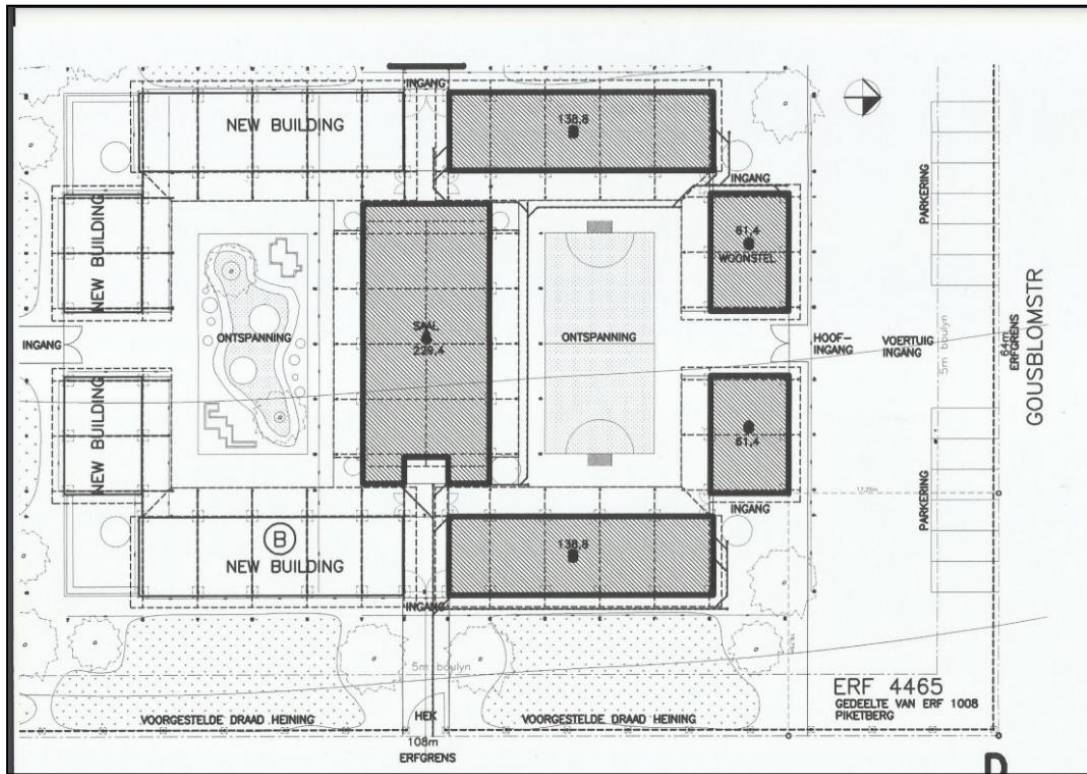 INGANG
NEW BUILDING
138,8
INGANG
NEW BUILDING
61,4
WOONSTEL
PARKERING
GOUSBLOMSTR
SAAL
229,4
ONTSPANNING
ONTSPANNING
INGANG
HOOF-
INGANG
VOERTUIG
INGANG
5m boulyn
64m
ERFGRENS
NEW BUILDING
61,4
INGANG
PARKERING
B
NEW BUILDING
138,8
INGANG
5m boulyn
ERF 4465
GEDEELTE VAN ERF 1008
PIKETBERG
VOORGESTELDE DRAAD HEINING
HEK
VOORGESTELDE DRAAD HEINING
108m
ERFGRENS